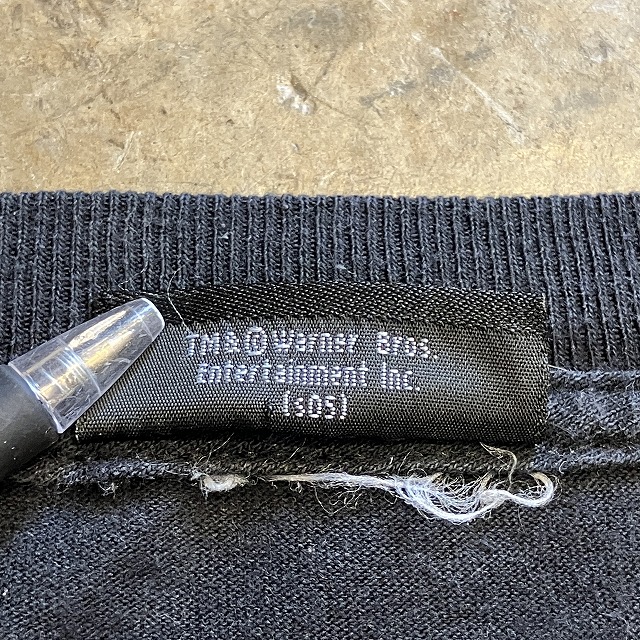 TM&© Warner Bros.
Entertainment Inc.
(s05)